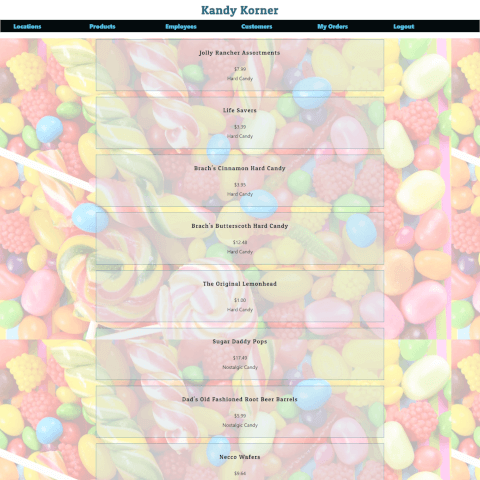 Kandy Korner
Locations Products Employees Customers My Orders Logout
Jolly Rancher Assortments
$7.99
Hard Candy
Life Savers
$3.39
Hard Candy
Brach's Cinnamon Hard Candy
$3.95
Hard Candy
Brach's Butterscoth Hard Candy
$12.49
Hard Candy
The Original Lemonhead
$1.00
Hard Candy
Sugar Daddy Pops
$17.49
Nostalgic Candy
Dad's Old Fashioned Root Beer Barrels
$5.99
Nostalgic Candy
Necco Wafers
$9.64